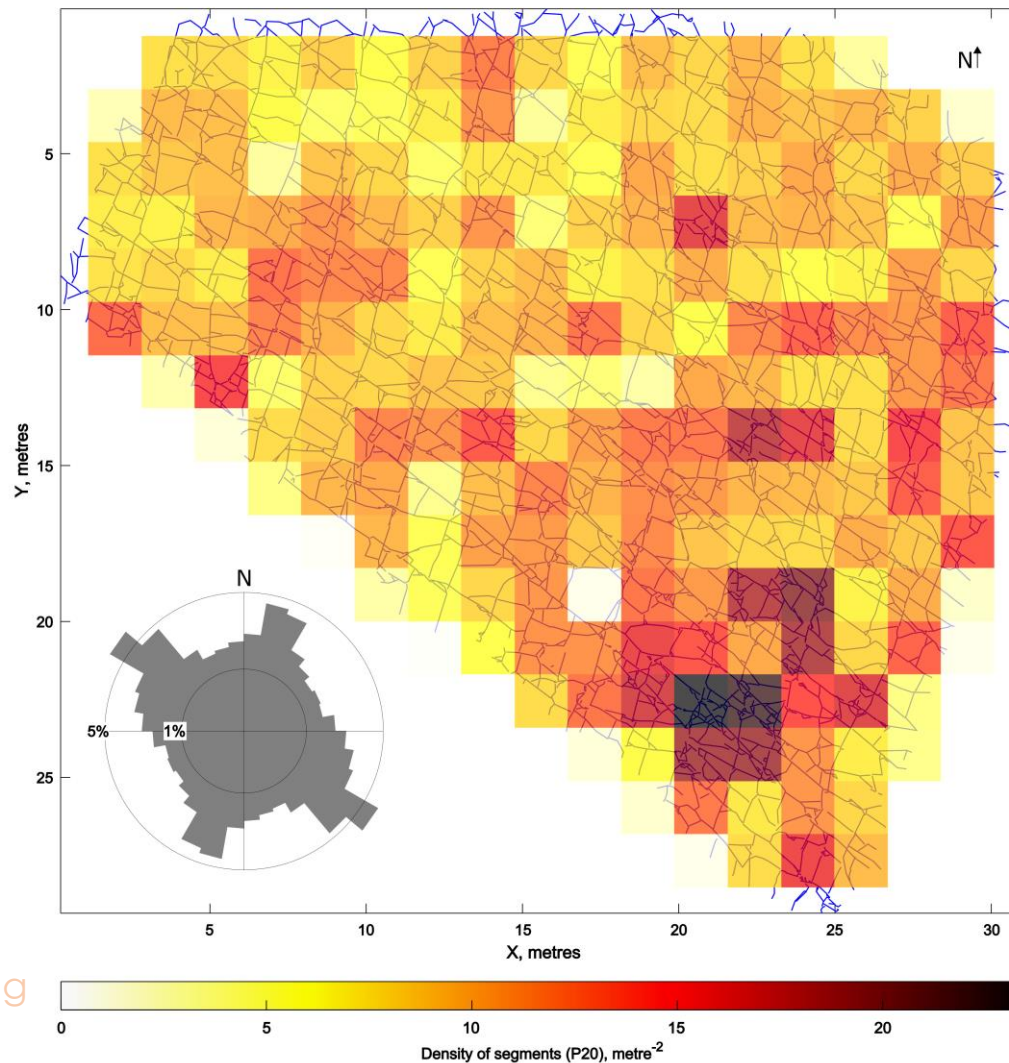 N↑
5
10
15
20
25
Y, metres
N
5%
1%
5 10 15 20 25 30
X, metres
g
0 5 10 15 20
Density of segments (P20), metre⁻²